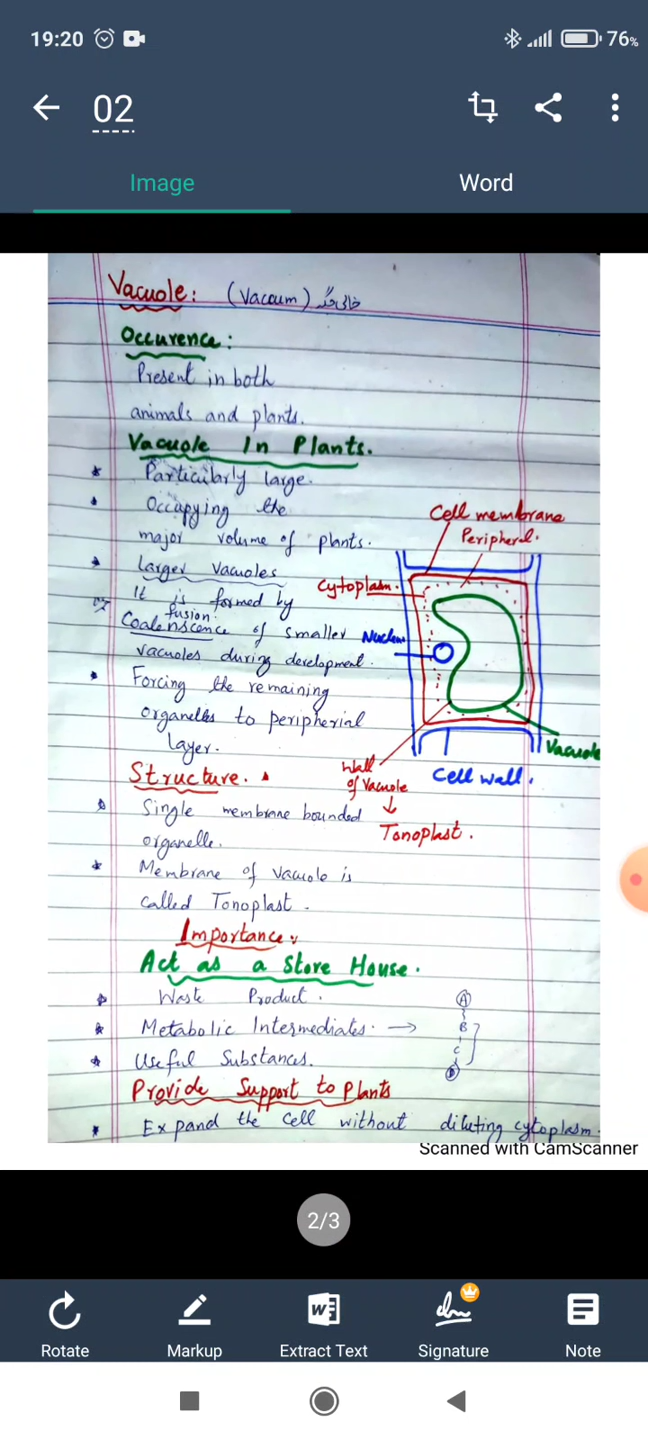 19:20
76%
02
Image Word
Vacuole: (Vacoum) خالی جگہ
Occurence:
Present in both
animals and plants.
Vacuole In Plants.
* Particularly large.
* Occupying the
major volume of plants.
* Larger Vacuoles
It is formed by
fusion
Coalenscence of smaller
vacuoles during development.
* Forcing the remaining
organelles to peripherial
layer.
Cell membrane
Peripheral.
Cytoplasm.
Vacuole
Wall
of Vacuole
↓
Tonoplast.
Cell wall.
Structure.
* Single membrane bounded
organelle.
* Membrane of Vacuole is
called Tonoplast.
Importance:
Act as a Store House.
* Waste Product.
* Metabolic Intermediates. →
* Useful Substances.
A
B
C
D
Provide Support to Plants
* Expand the Cell without diluting cytoplasm.
Scanned with CamScanner
2/3
W
Rotate Markup Extract Text Signature Note